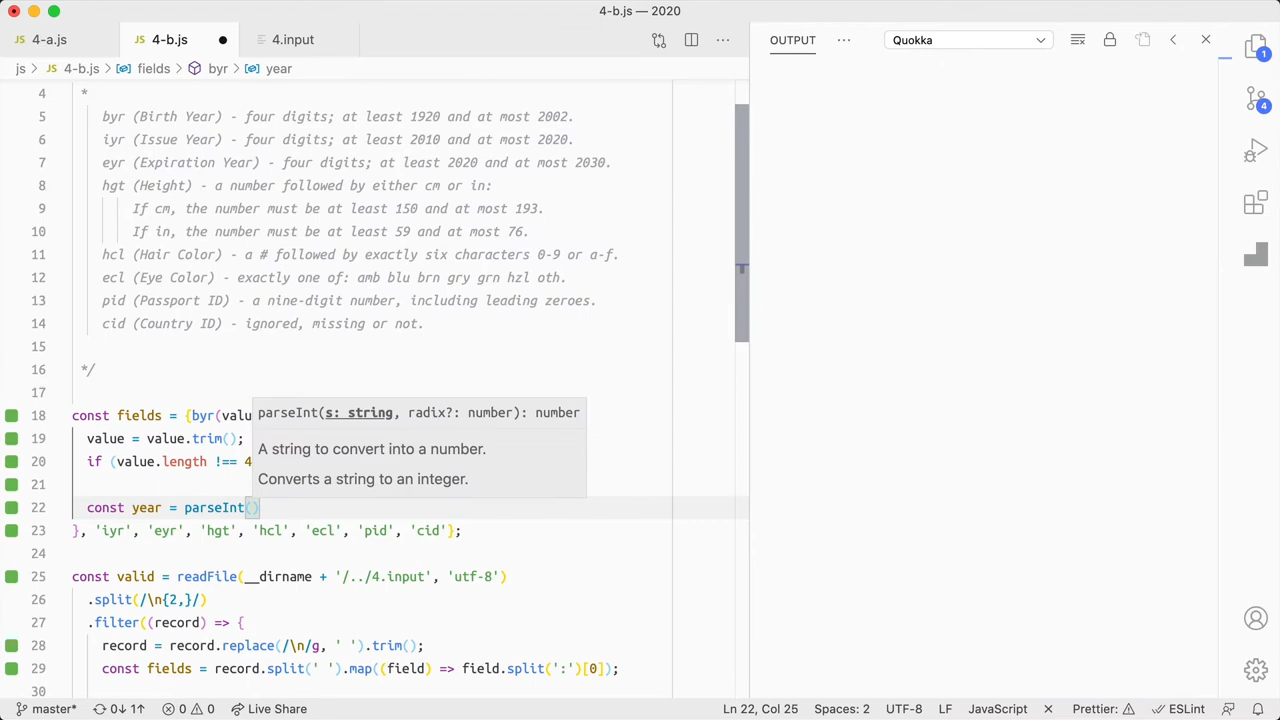 4-b.js — 2020
JS 4-a.js
JS 4-b.js ●
4.input
OUTPUT ··· Quokka
js > JS 4-b.js > fields > byr > year
4 *
5 byr (Birth Year) - four digits; at least 1920 and at most 2002.
6 iyr (Issue Year) - four digits; at least 2010 and at most 2020.
7 eyr (Expiration Year) - four digits; at least 2020 and at most 2030.
8 hgt (Height) - a number followed by either cm or in:
9 If cm, the number must be at least 150 and at most 193.
10 If in, the number must be at least 59 and at most 76.
11 hcl (Hair Color) - a # followed by exactly six characters 0-9 or a-f.
12 ecl (Eye Color) - exactly one of: amb blu brn gry grn hzl oth.
13 pid (Passport ID) - a nine-digit number, including leading zeroes.
14 cid (Country ID) - ignored, missing or not.
15
16 */
17
18 const fields = {byr(valu
parseInt(s: string, radix?: number): number
19 value = value.trim();
A string to convert into a number.
20 if (value.length !== 4
Converts a string to an integer.
21
22 const year = parseInt()
23 }, 'iyr', 'eyr', 'hgt', 'hcl', 'ecl', 'pid', 'cid'};
24
25 const valid = readFile(__dirname + '/../4.input', 'utf-8')
26 .split(/\n{2,}/)
27 .filter((record) => {
28 record = record.replace(/\n/g, ' ').trim();
29 const fields = record.split(' ').map((field) => field.split(':')[0]);
30
1
4
master* 0↓ 1↑ 0 0 Live Share Ln 22, Col 25 Spaces: 2 UTF-8 LF JavaScript Prettier: ESLint